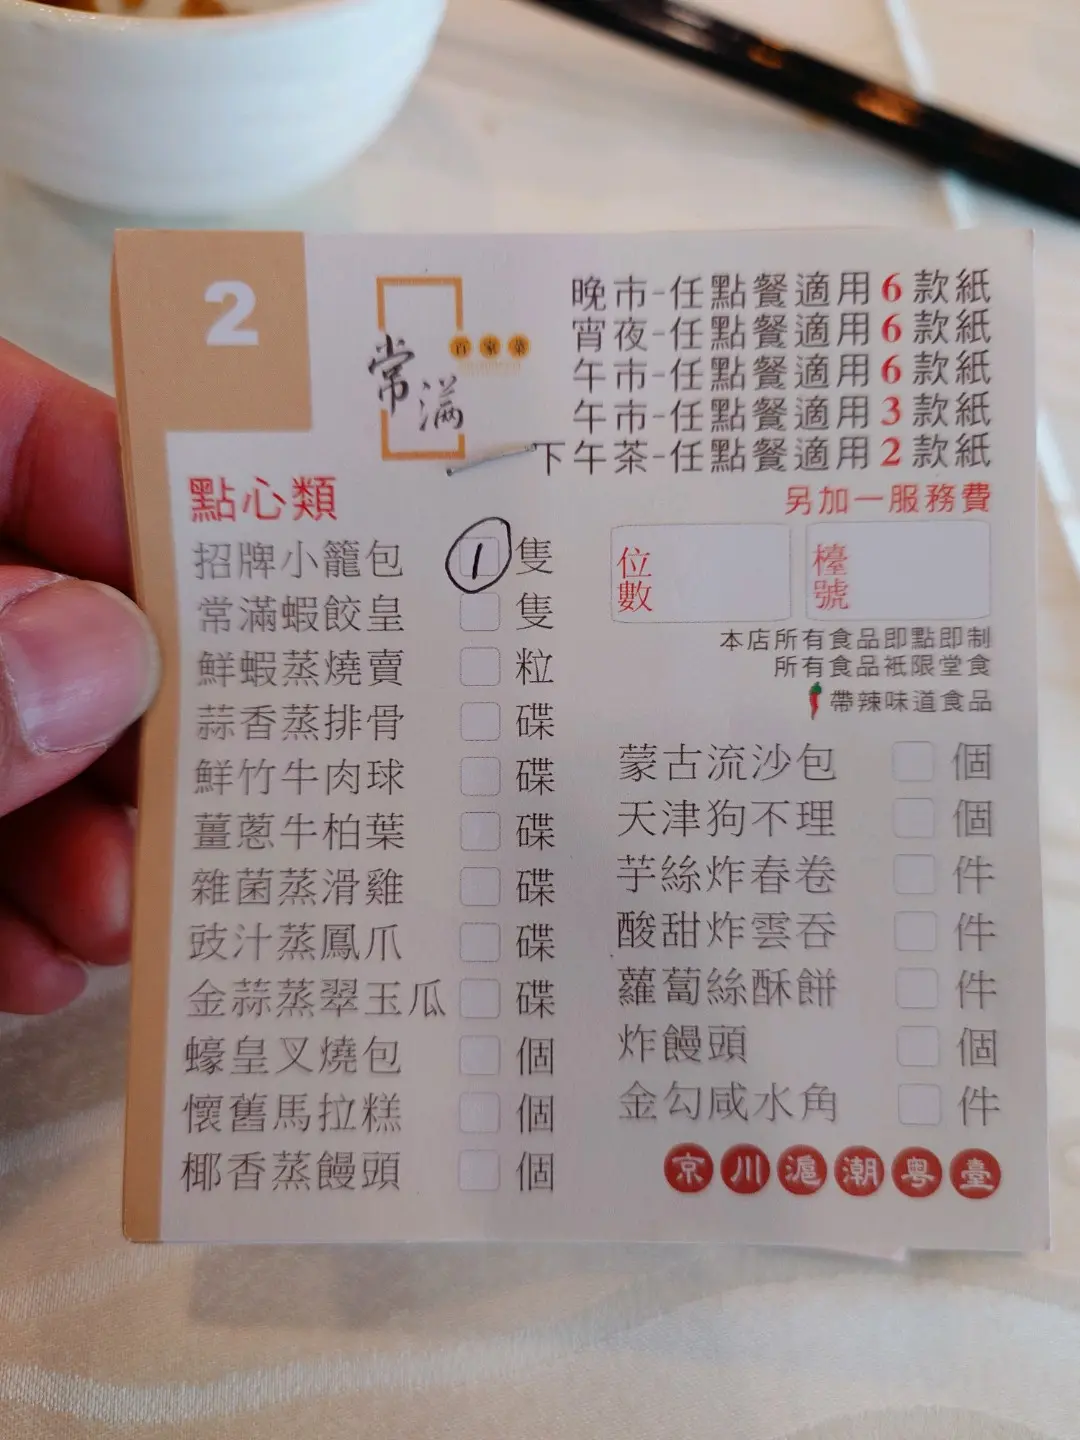 2
常滿
百家菜
晚市-任點餐適用6款紙
宵夜-任點餐適用6款紙
午市-任點餐適用6款紙
午市-任點餐適用3款紙
下午茶-任點餐適用2款紙
另加一服務費
點心類
招牌小籠包 1 隻
常滿蝦餃皇 隻
鮮蝦蒸燒賣 粒
蒜香蒸排骨 碟
鮮竹牛肉球 碟
薑蔥牛柏葉 碟
雜菌蒸滑雞 碟
豉汁蒸鳳爪 碟
金蒜蒸翠玉瓜 碟
蠔皇叉燒包 個
懷舊馬拉糕 個
椰香蒸饅頭 個
位數
檯號
本店所有食品即點即制
所有食品衹限堂食
帶辣味道食品
蒙古流沙包 個
天津狗不理 個
芋絲炸春卷 件
酸甜炸雲吞 件
蘿蔔絲酥餅 件
炸饅頭 個
金勾咸水角 件
京川滬潮粤臺